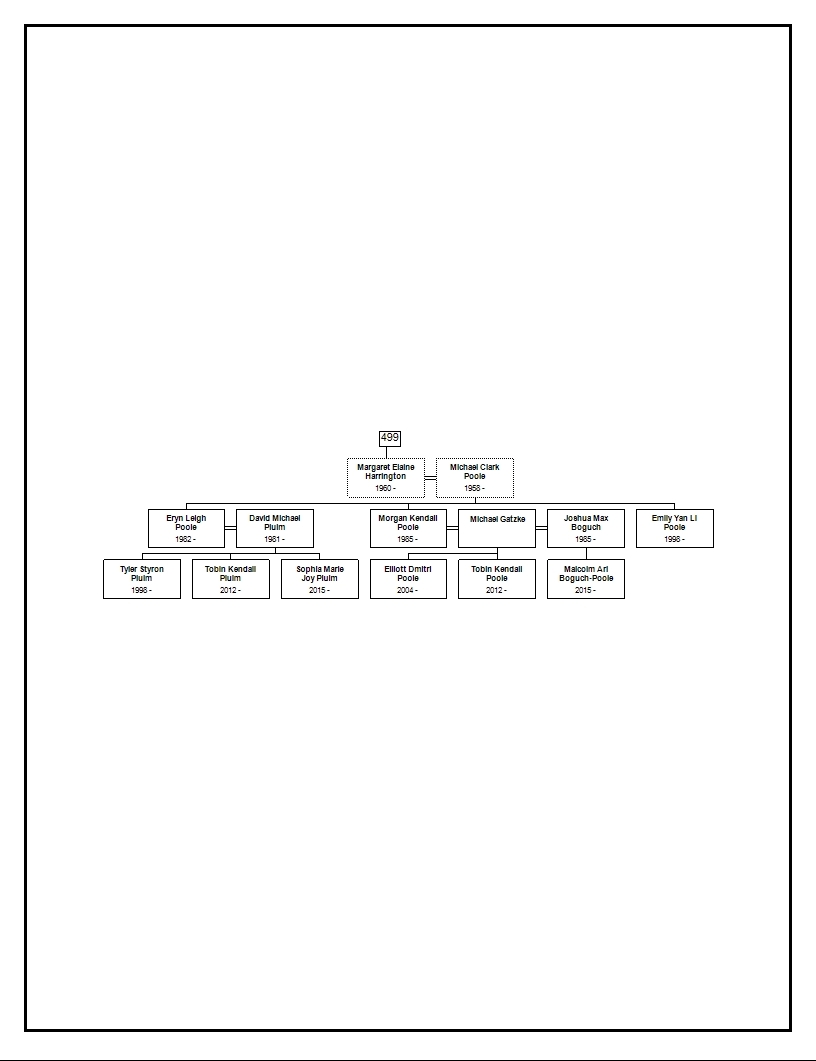 499
Margaret Elaine
Harrington
1960 -
Michael Clark
Poole
1958 -
Eryn Leigh
Poole
1982 -
David Michael
Pluim
1981 -
Morgan Kendall
Poole
1985 -
Michael Gatzke
Joshua Max
Boguch
1985 -
Emily Yan Li
Poole
1998 -
Tyler Styron
Pluim
1998 -
Tobin Kendall
Pluim
2012 -
Sophia Marie
Joy Pluim
2015 -
Elliott Dmitri
Poole
2004 -
Tobin Kendall
Poole
2012 -
Malcolm Ari
Boguch-Poole
2015 -